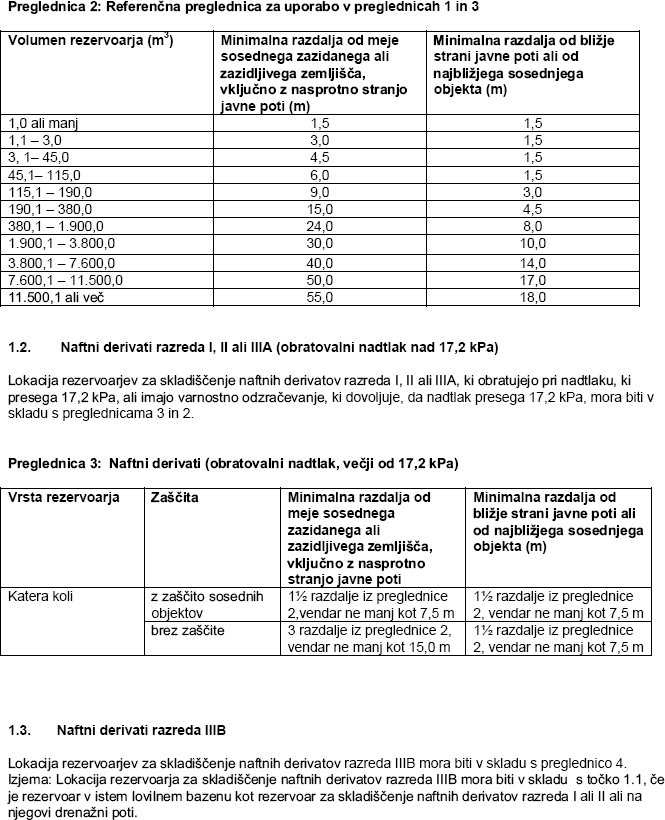 Preglednica 2: Referenčna preglednica za uporabo v preglednicah 1 in 3
Volumen rezervoarja (m³) Minimalna razdalja od meje Minimalna razdalja od bližje
sosednega zazidanega ali strani javne poti ali od
zazidljivega zemljišča, najbližjega sosednjega
vključno z nasprotno stranjo objekta (m)
javne poti (m)
1,0 ali manj 1,5 1,5
1,1 – 3,0 3,0 1,5
3, 1– 45,0 4,5 1,5
45,1– 115,0 6,0 1,5
115,1 – 190,0 9,0 3,0
190,1 – 380,0 15,0 4,5
380,1 - 1.900,0 24,0 8,0
1.900,1 – 3.800,0 30,0 10,0
3.800,1 – 7.600,0 40,0 14,0
7.600,1 – 11.500,0 50,0 17,0
11.500,1 ali več 55,0 18,0
1.2. Naftni derivati razreda I, II ali IIIA (obratovalni nadtlak nad 17,2 kPa)
Lokacija rezervoarjev za skladiščenje naftnih derivatov razreda I, II ali IIIA, ki obratujejo pri nadtlaku, ki
presega 17,2 kPa, ali imajo varnostno odzračevanje, ki dovoljuje, da nadtlak presega 17,2 kPa, mora biti v
skladu s preglednicama 3 in 2.
Preglednica 3: Naftni derivati (obratovalni nadtlak, večji od 17,2 kPa)
Vrsta rezervoarja Zaščita Minimalna razdalja od Minimalna razdalja od
meje sosednega bližje strani javne poti ali
zazidanega ali od najbližjega sosednjega
zazidljivega zemljišča, objekta (m)
vključno z nasprotno
stranjo javne poti
Katera koli z zaščito sosednih 1½ razdalje iz preglednice 1½ razdalje iz preglednice
objektov 2,vendar ne manj kot 7,5 m 2, vendar ne manj kot 7,5 m
brez zaščite 3 razdalje iz preglednice 2, 1½ razdalje iz preglednice
vendar ne manj kot 15,0 m 2, vendar ne manj kot 7,5 m
1.3. Naftni derivati razreda IIIB
Lokacija rezervoarjev za skladiščenje naftnih derivatov razreda IIIB mora biti v skladu s preglednico 4.
Izjema: Lokacija rezervoarja za skladiščenje naftnih derivatov razreda IIIB mora biti v skladu s točko 1.1, če
je rezervoar v istem lovilnem bazenu kot rezervoar za skladiščenje naftnih derivatov razreda I ali II ali na
njegovi drenažni poti.